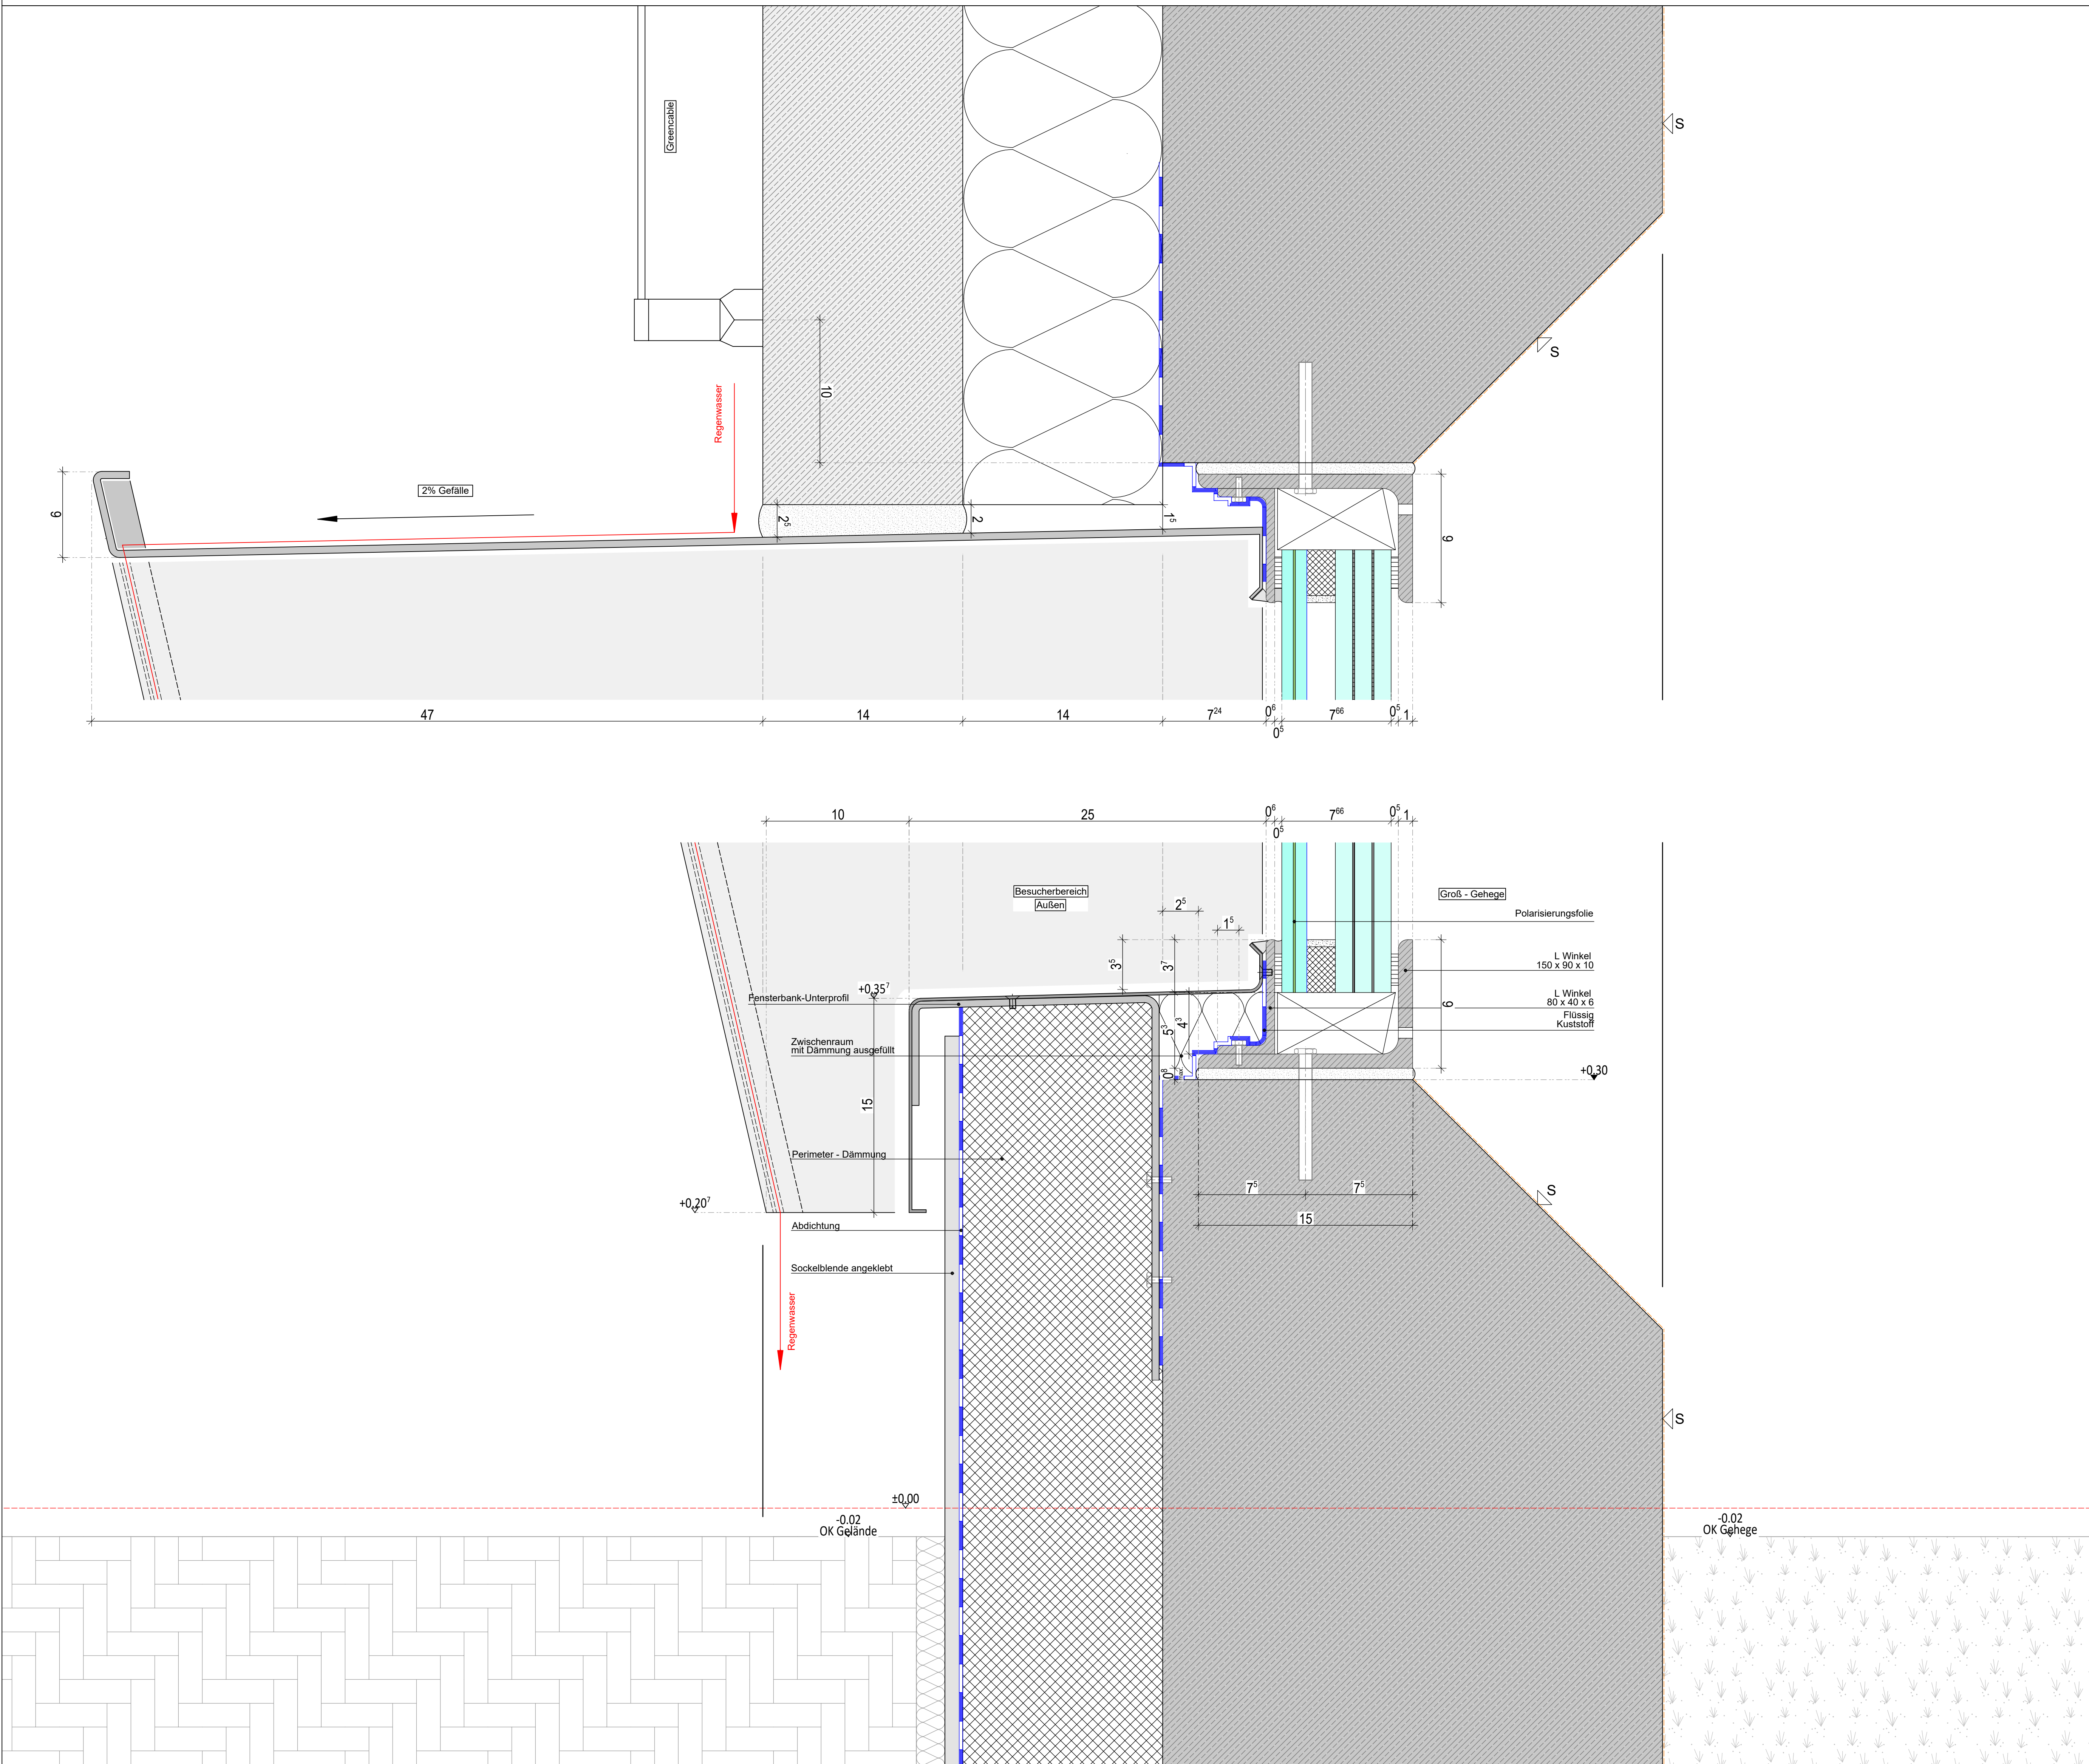 Greencable
S
S
10
Regenwasser
2% Gefälle
6
2⁵
2
1⁵
9
47
14
14
7²⁴
0⁶
0⁵
7⁶⁶
0⁵
1
10
25
0⁶
0⁵
7⁶⁶
0⁵
1
Besucherbereich
Außen
Groß - Gehege
2⁵
1⁵
Polarisierungsfolie
3⁵
3⁷
L Winkel
150 x 90 x 10
+0,35⁷
Fensterbank-Unterprofil
L Winkel
80 x 40 x 6
9
Flüssig
Kuststoff
5³
4³
Zwischenraum
mit Dämmung ausgefüllt
0⁸
+0,30
15
Perimeter - Dämmung
7⁵
7⁵
S
+0,20⁷
15
Abdichtung
Sockelblende angeklebt
Regenwasser
S
±0,00
-0.02
OK Gelände
-0.02
OK Gehege